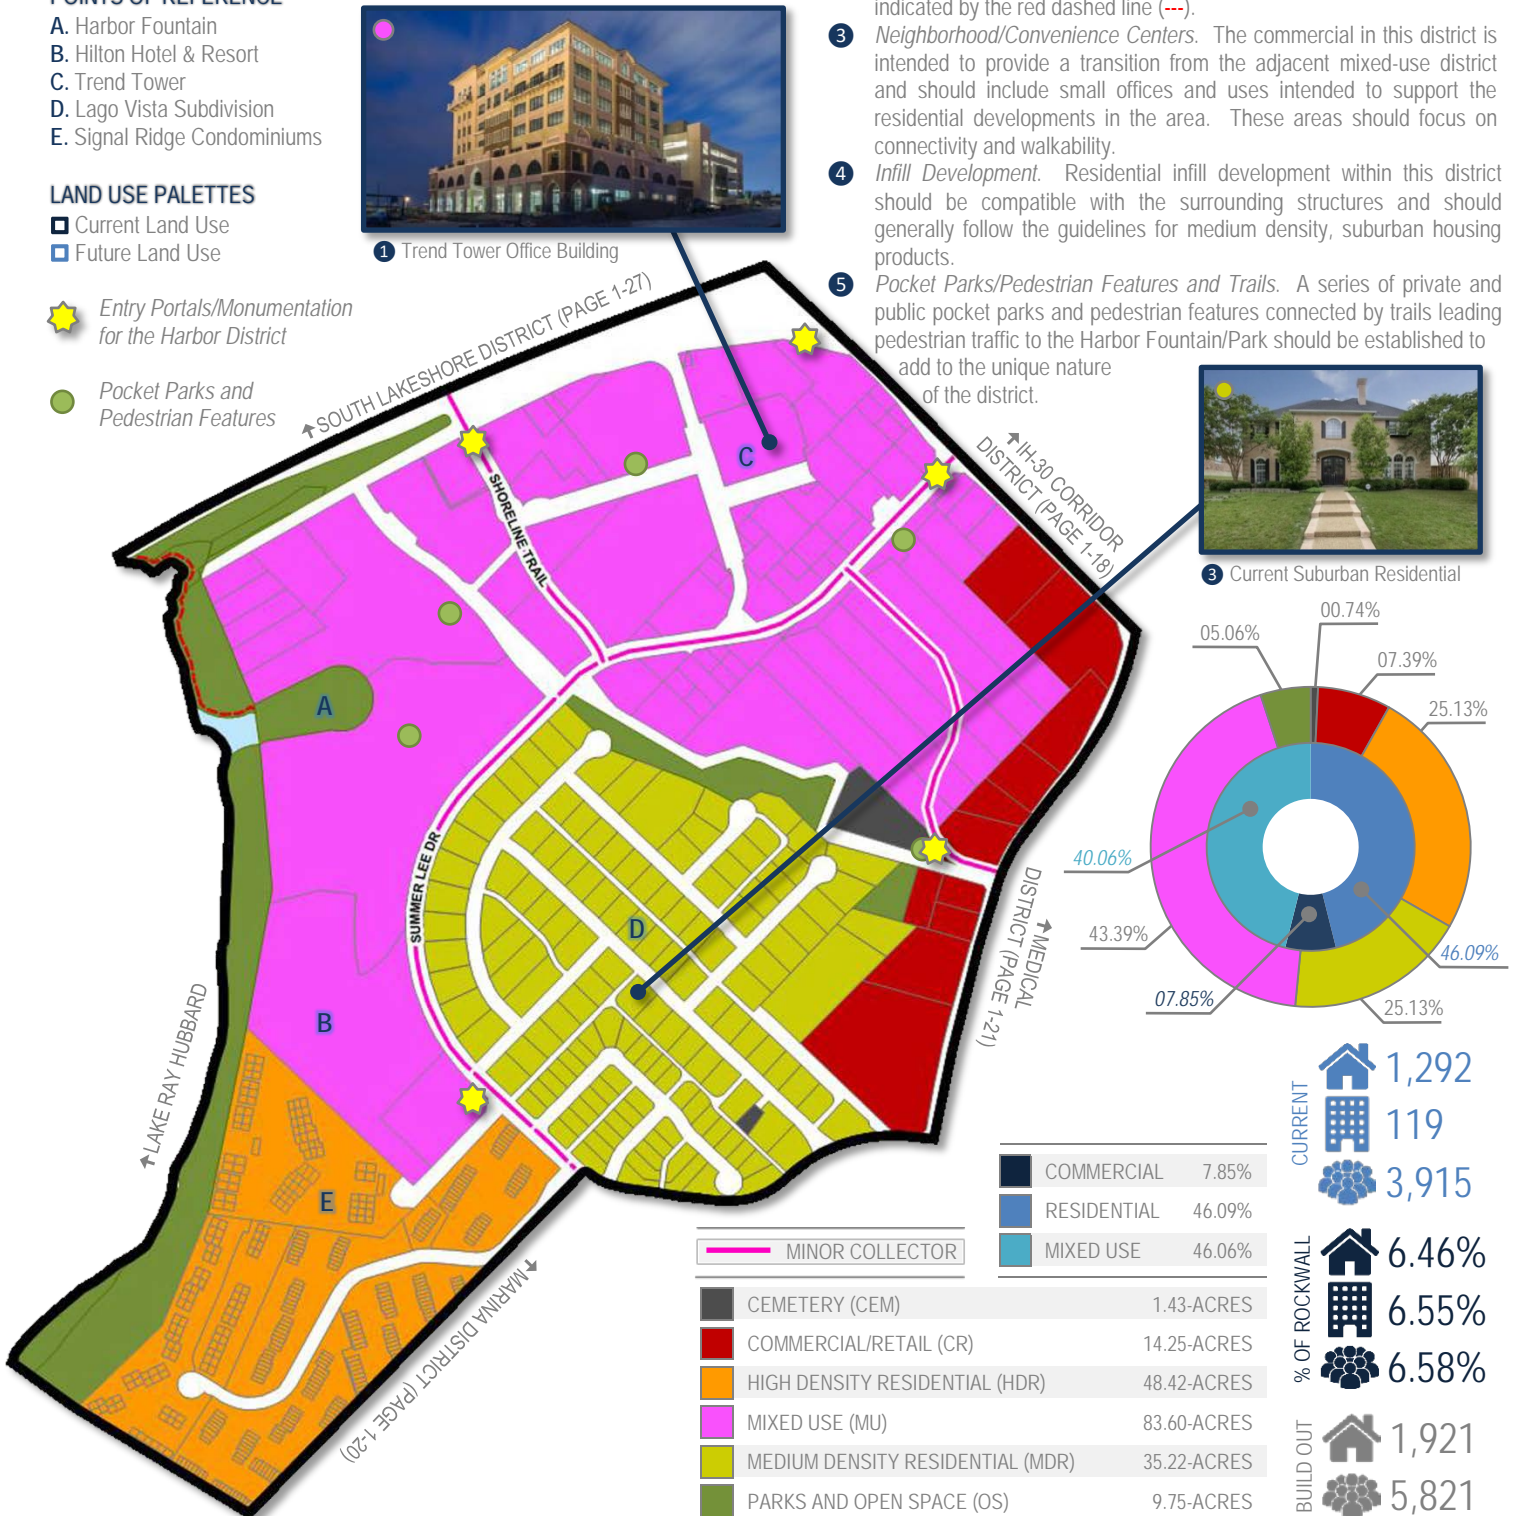 POINTS OF REFERENCE
A. Harbor Fountain
B. Hilton Hotel & Resort
C. Trend Tower
D. Lago Vista Subdivision
E. Signal Ridge Condominiums
LAND USE PALETTES
Current Land Use
Future Land Use
Entry Portals/Monumentation
for the Harbor District
Pocket Parks and
Pedestrian Features
1 Trend Tower Office Building
indicated by the red dashed line (---).
3 Neighborhood/Convenience Centers. The commercial in this district is
intended to provide a transition from the adjacent mixed-use district
and should include small offices and uses intended to support the
residential developments in the area. These areas should focus on
connectivity and walkability.
4 Infill Development. Residential infill development within this district
should be compatible with the surrounding structures and should
generally follow the guidelines for medium density, suburban housing
products.
5 Pocket Parks/Pedestrian Features and Trails. A series of private and
public pocket parks and pedestrian features connected by trails leading
pedestrian traffic to the Harbor Fountain/Park should be established to
add to the unique nature
of the district.
3 Current Suburban Residential
SOUTH LAKESHORE DISTRICT (PAGE 1-27)
IH-30 CORRIDOR
DISTRICT (PAGE 1-18)
SHORELINE TRAIL
C
A
SUMMER LEE DR
D
B
E
MEDICAL
DISTRICT (PAGE 1-21)
LAKE RAY HUBBARD
MARINA DISTRICT (PAGE 1-20)
00.74%
05.06%
07.39%
25.13%
40.06%
43.39%
46.09%
07.85%
25.13%
COMMERCIAL 7.85%
RESIDENTIAL 46.09%
MIXED USE 46.06%
MINOR COLLECTOR
CEMETERY (CEM) 1.43-ACRES
COMMERCIAL/RETAIL (CR) 14.25-ACRES
HIGH DENSITY RESIDENTIAL (HDR) 48.42-ACRES
MIXED USE (MU) 83.60-ACRES
MEDIUM DENSITY RESIDENTIAL (MDR) 35.22-ACRES
PARKS AND OPEN SPACE (OS) 9.75-ACRES
CURRENT
1,292
119
3,915
% OF ROCKWALL
6.46%
6.55%
6.58%
BUILD OUT
1,921
5,821